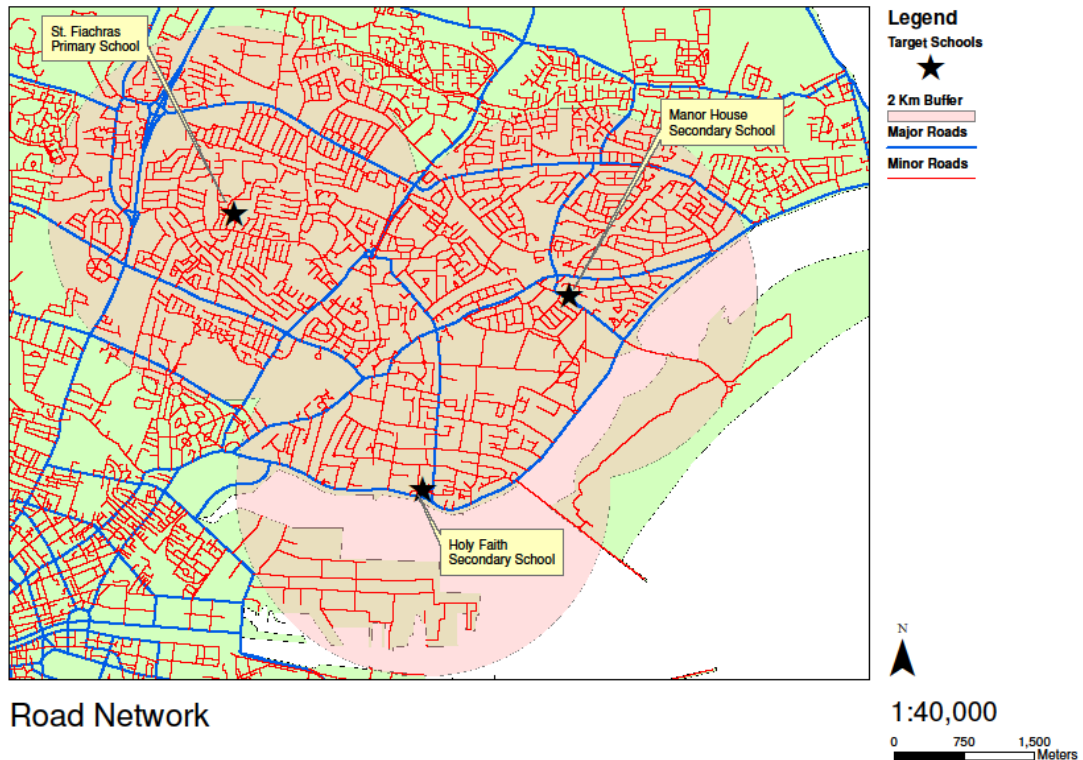 St. Fiachras
Primary School
Manor House
Secondary School
Holy Faith
Secondary School
Legend
Target Schools
2 Km Buffer
Major Roads
Minor Roads
N
Road Network
1:40,000
0 750 1,500
Meters